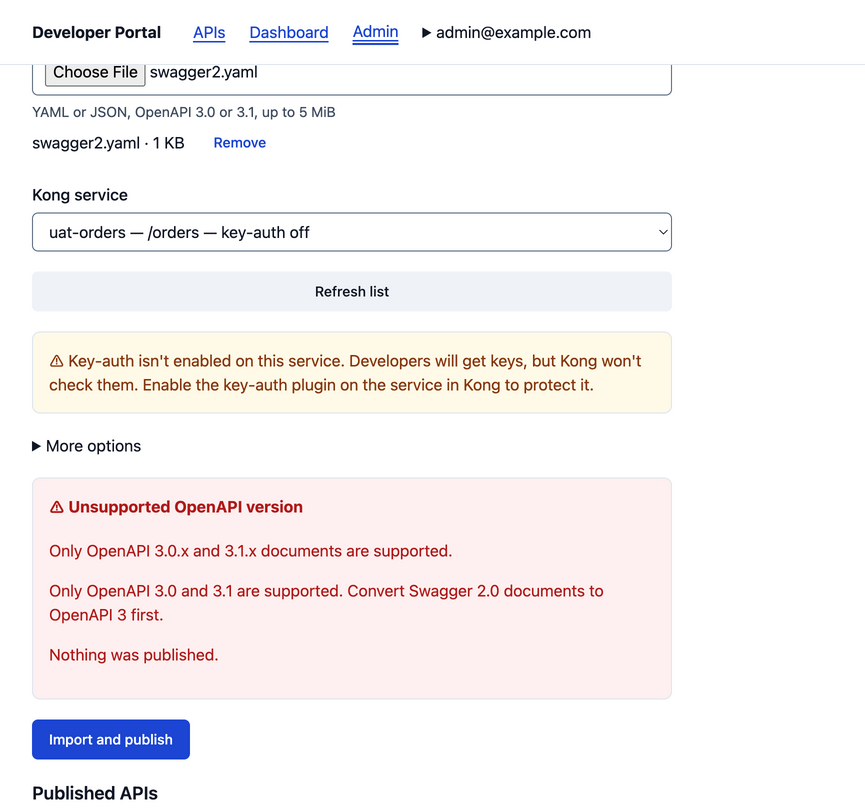 Developer Portal APIs Dashboard Admin ▶ admin@example.com
Choose File swagger2.yaml
YAML or JSON, OpenAPI 3.0 or 3.1, up to 5 MiB
swagger2.yaml · 1 KB Remove
Kong service
uat-orders — /orders — key-auth off
Refresh list
⚠ Key-auth isn't enabled on this service. Developers will get keys, but Kong won't
check them. Enable the key-auth plugin on the service in Kong to protect it.
▶ More options
⚠ Unsupported OpenAPI version
Only OpenAPI 3.0.x and 3.1.x documents are supported.
Only OpenAPI 3.0 and 3.1 are supported. Convert Swagger 2.0 documents to
OpenAPI 3 first.
Nothing was published.
Import and publish
Published APIs